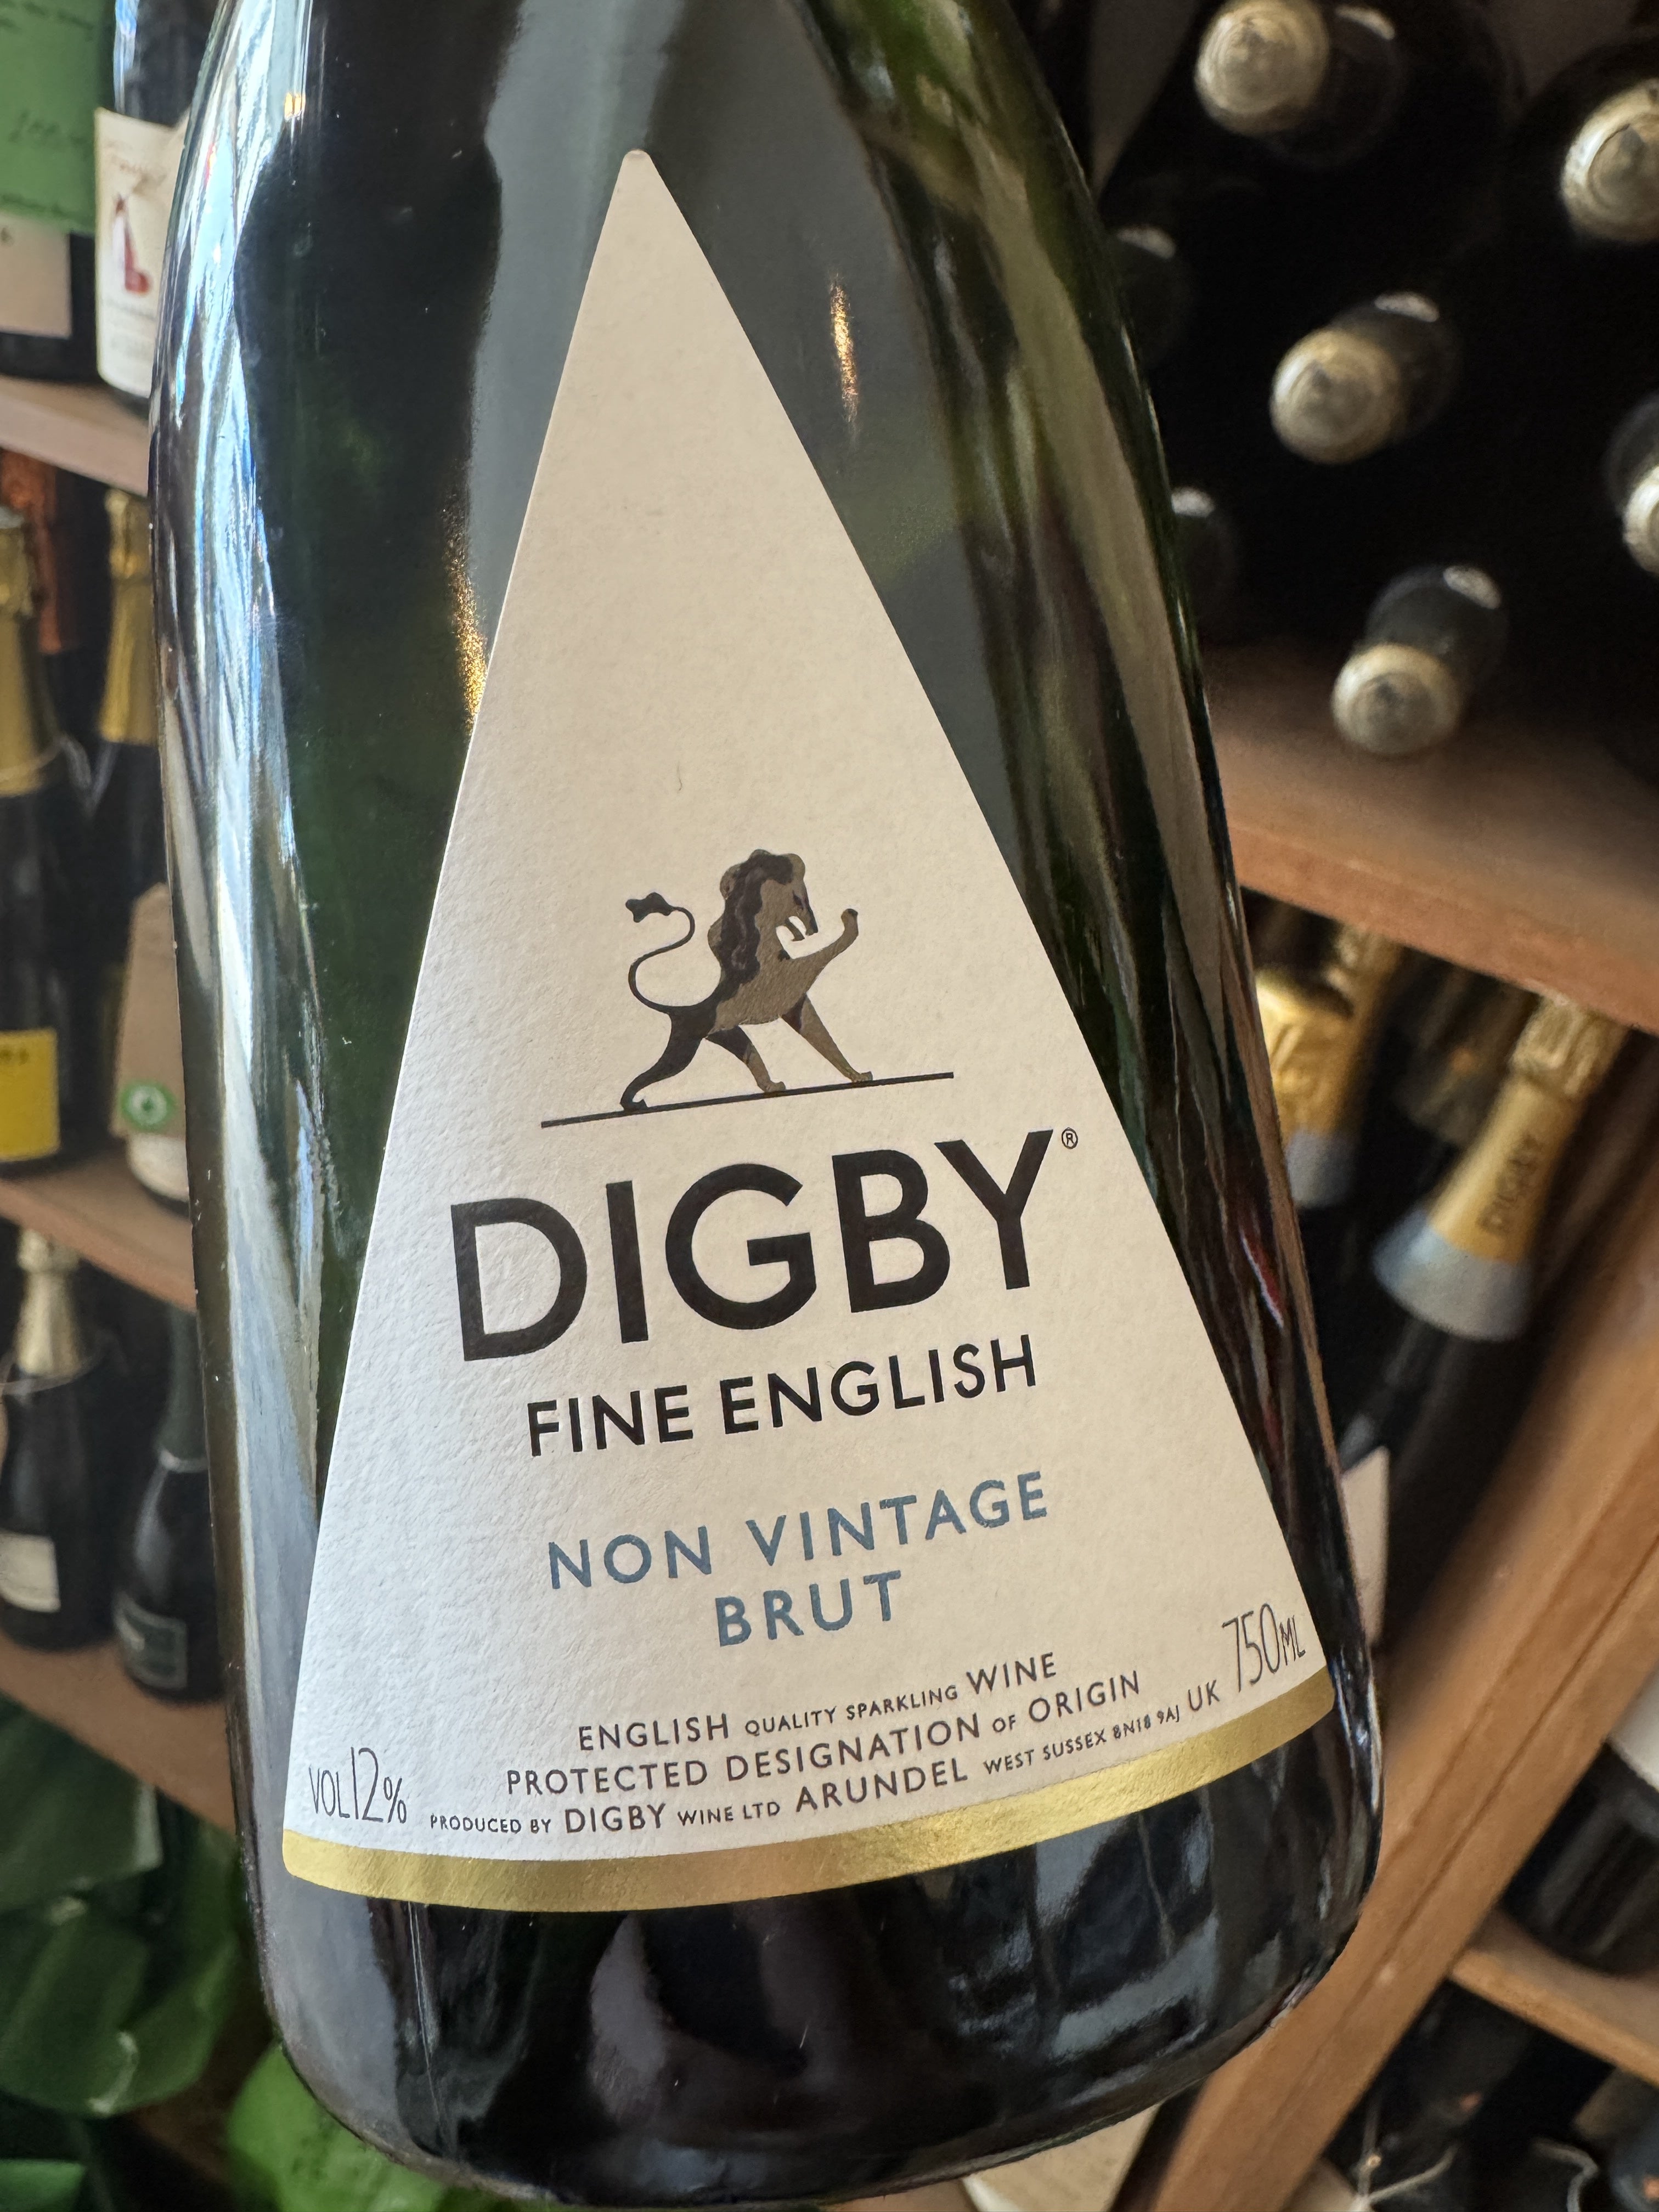 DIGBY®
FINE ENGLISH
NON VINTAGE
BRUT
ENGLISH QUALITY SPARKLING WINE
PROTECTED DESIGNATION OF ORIGIN
PRODUCED BY DIGBY WINE LTD ARUNDEL WEST SUSSEX BN18 9AJ UK
VOL12%
750ML
DIGBY